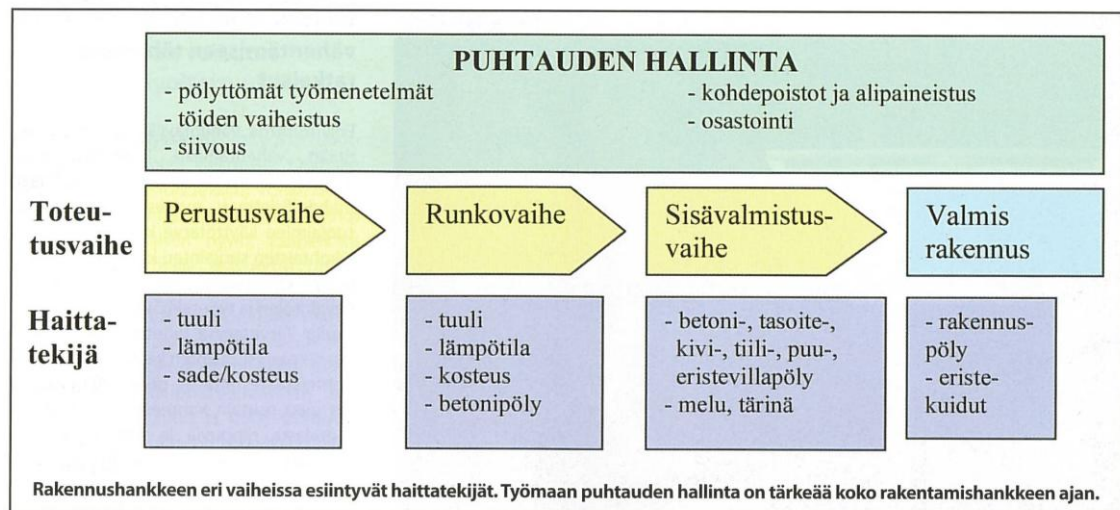 PUHTAUDEN HALLINTA
- pölyttömät työmenetelmät
- töiden vaiheistus
- siivous
- kohdepoistot ja alipaineistus
- osastointi
Toteu-
tusvaihe
Perustusvaihe
Runkovaihe
Sisävalmistus-
vaihe
Valmis
rakennus
Haitta-
tekijä
- tuuli
- lämpötila
- sade/kosteus
- tuuli
- lämpötila
- kosteus
- betonipöly
- betoni-, tasoite-,
kivi-, tiili-, puu-,
eristevillapöly
- melu, tärinä
- rakennus-
pöly
- eriste-
kuidut
Rakennushankkeen eri vaiheissa esiintyvät haittatekijät. Työmaan puhtauden hallinta on tärkeää koko rakentamishankkeen ajan.